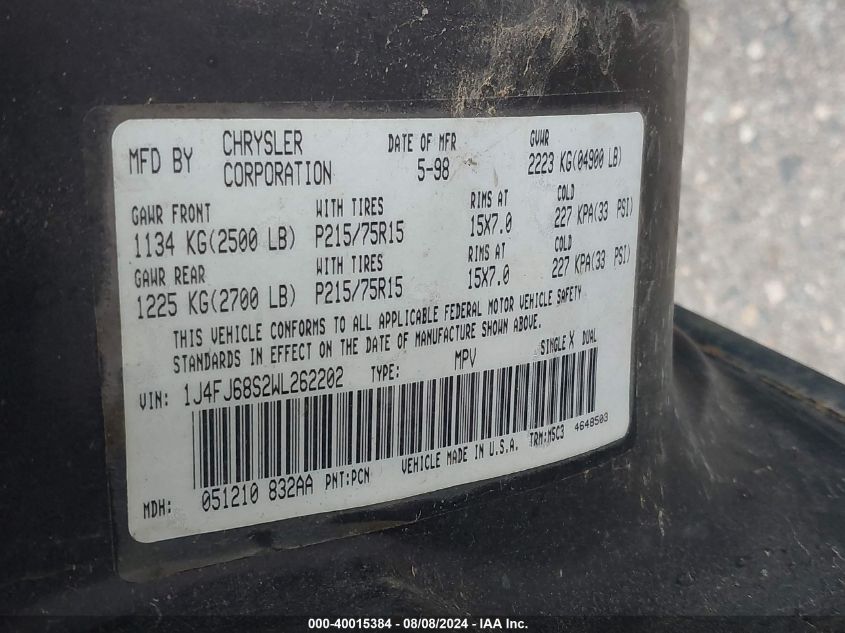 MFD BY CHRYSLER CORPORATION DATE OF MFR 5-98 GVWR 2223 KG(04900 LB)
GAWR FRONT WITH TIRES RIMS AT COLD
1134 KG(2500 LB) P215/75R15 15X7.0 227 KPA(33 PSI)
GAWR REAR WITH TIRES RIMS AT COLD
1225 KG(2700 LB) P215/75R15 15X7.0 227 KPA(33 PSI)
THIS VEHICLE CONFORMS TO ALL APPLICABLE FEDERAL MOTOR VEHICLE SAFETY
STANDARDS IN EFFECT ON THE DATE OF MANUFACTURE SHOWN ABOVE.
VIN: 1J4FJ68S2WL262202 TYPE: MPV SINGLE X DUAL
MDH: 051210 832AA PNT:PCN VEHICLE MADE IN U.S.A. TRM:M5C3 4648503
000-40015384 - 08/08/2024 - IAA Inc.